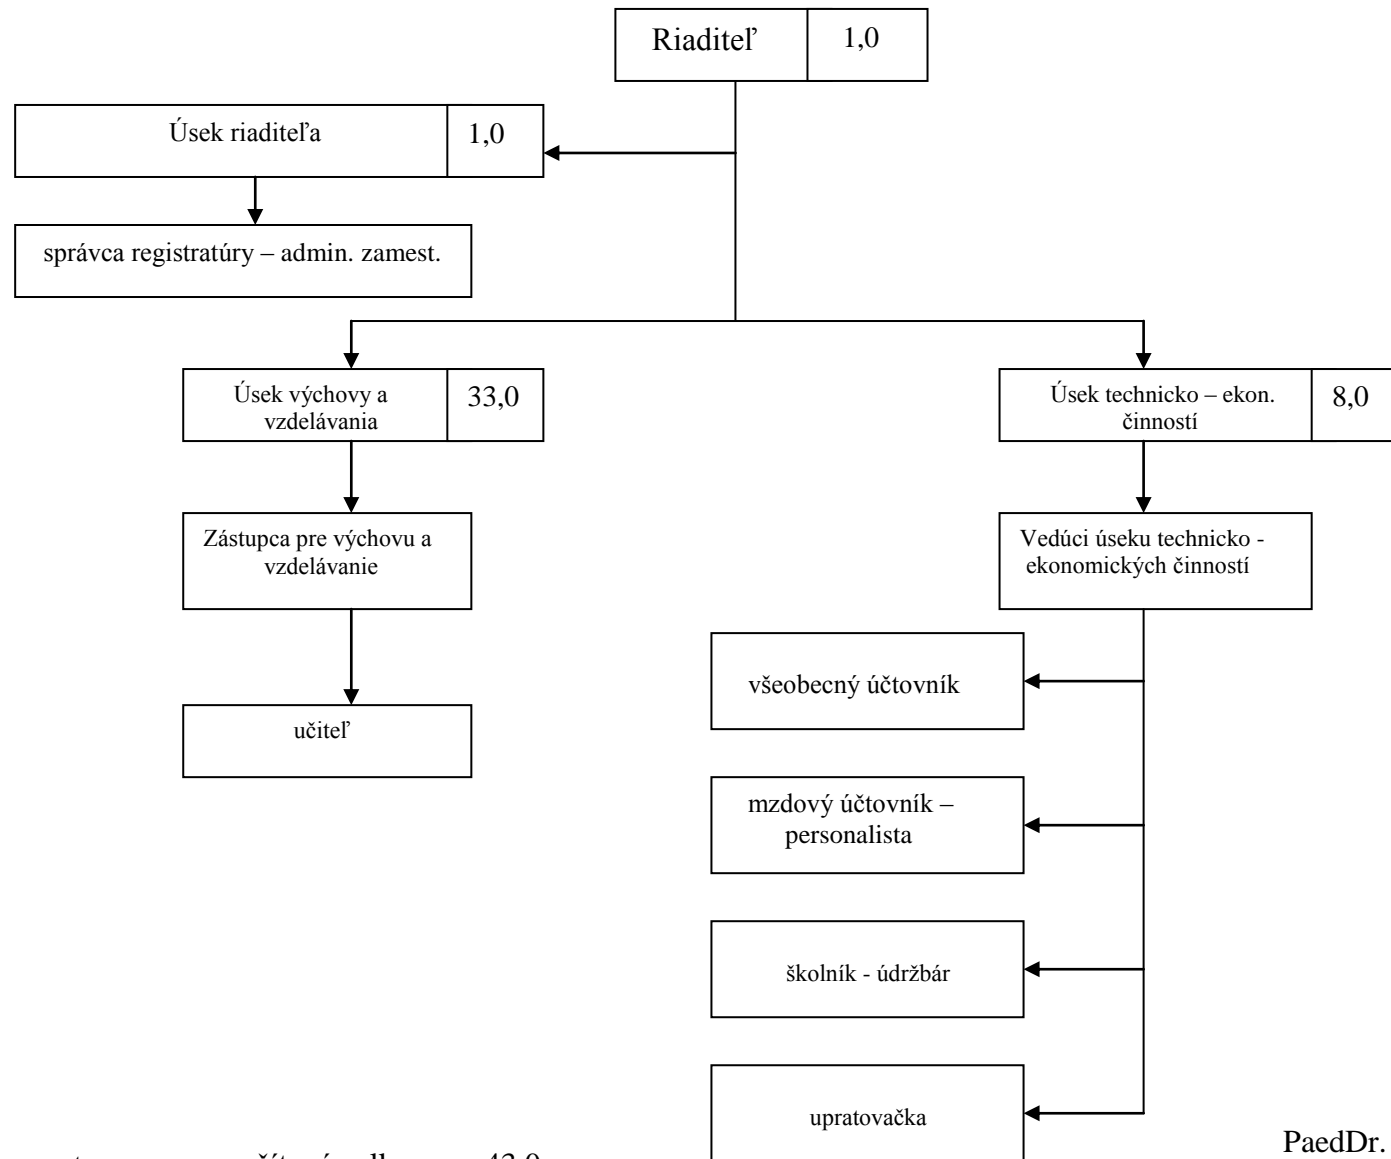 Riaditeľ 1,0
Úsek riaditeľa 1,0
správca registratúry – admin. zamest.
Úsek výchovy a
vzdelávania
33,0
Úsek technicko – ekon.
činností
8,0
Zástupca pre výchovu a
vzdelávanie
Vedúci úseku technicko -
ekonomických činností
všeobecný účtovník
učiteľ
mzdový účtovník –
personalista
školník - údržbár
upratovačka
PaedDr.
43,0